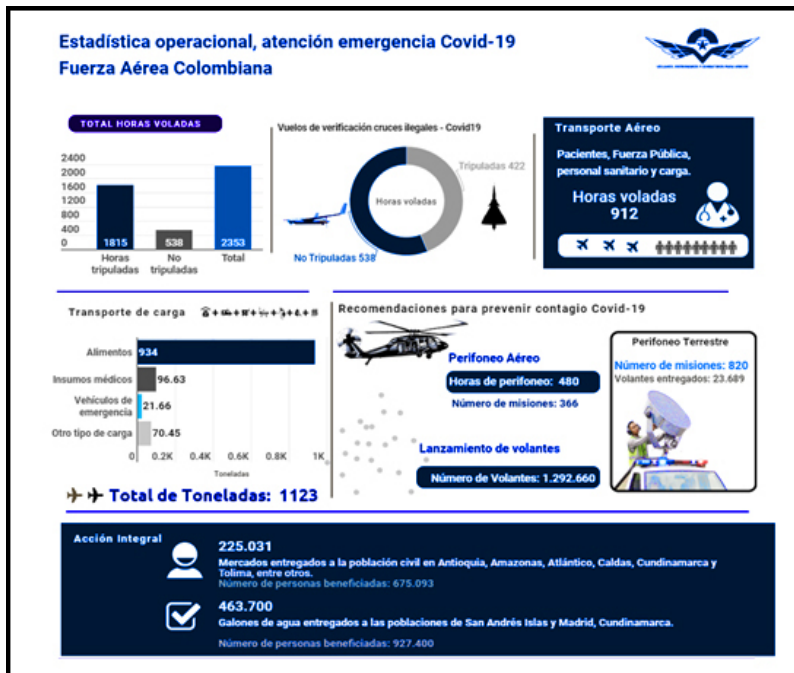 Estadística operacional, atención emergencia Covid-19
Fuerza Aérea Colombiana
TOTAL HORAS VOLADAS
2400
2000
1600
1200
800
400
0
1815
538
2353
Horas tripuladas
No tripuladas
Total
Vuelos de verificación cruces ilegales - Covid19
Tripuladas 422
Horas voladas
No Tripuladas 538
Transporte Aéreo
Pacientes, Fuerza Pública,
personal sanitario y carga.
Horas voladas
912
Transporte de carga
Alimentos 934
Insumos médicos 96.63
Vehículos de
emergencia 21.66
Otro tipo de carga 70.45
0 0.2K 0.4K 0.6K 0.8K 1K
Toneladas
Total de Toneladas: 1123
Recomendaciones para prevenir contagio Covid-19
Perifoneo Aéreo
Horas de perifoneo: 480
Número de misiones: 366
Lanzamiento de volantes
Número de Volantes: 1.292.660
Perifoneo Terrestre
Número de misiones: 820
Volantes entregados: 23.689
Acción Integral
225.031
Mercados entregados a la población civil en Antioquia, Amazonas, Atlántico, Caldas, Cundinamarca y
Tolima, entre otros.
Número de personas beneficiadas: 675.093
463.700
Galones de agua entregados a las poblaciones de San Andrés Islas y Madrid, Cundinamarca.
Número de personas beneficiadas: 927.400